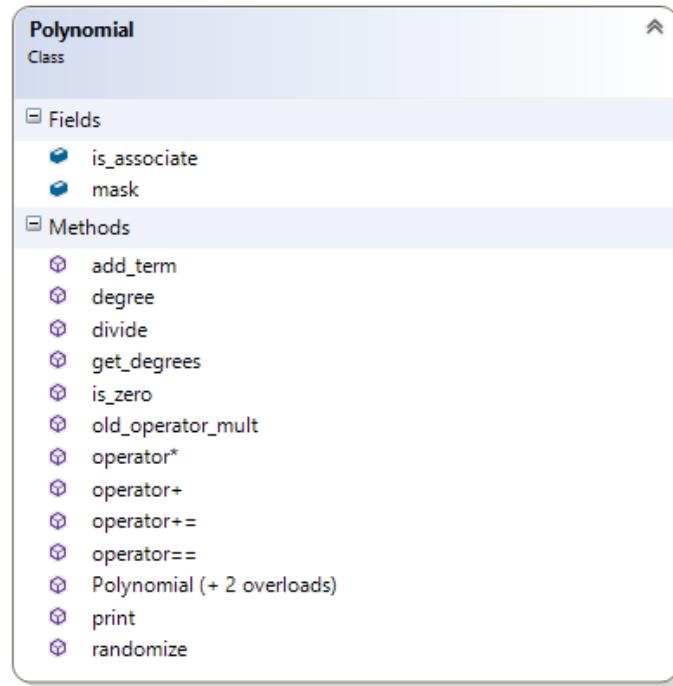 Polynomial
Class
Fields
is_associate
mask
Methods
add_term
degree
divide
get_degrees
is_zero
old_operator_mult
operator*
operator+
operator+=
operator==
Polynomial (+ 2 overloads)
print
randomize